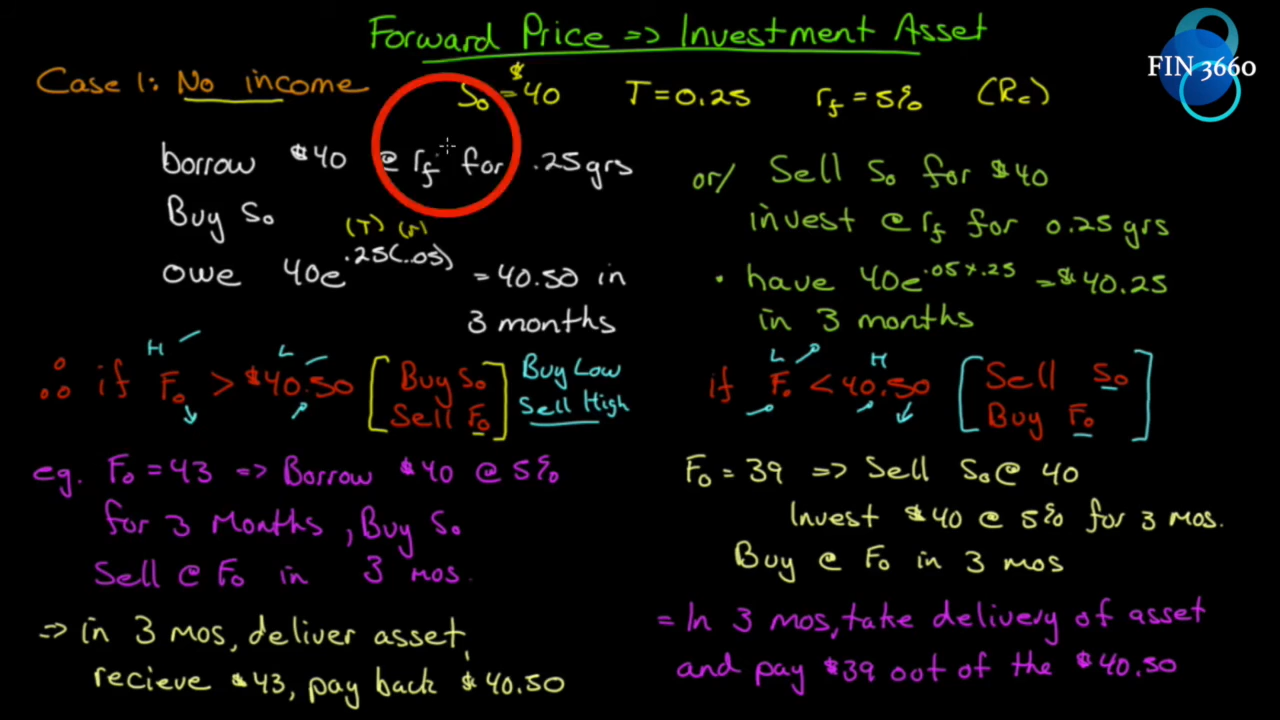 Forward Price => Investment Asset
FIN 3660
Case 1: No income
S₀ = $40 T = 0.25 rf = 5% (Rc)
borrow $40 @ rf for .25 yrs
Buy S₀
(T) (r)
owe 40e^.25(.05) = 40.50 in
3 months
or/ Sell S₀ for $40
invest @ rf for 0.25 yrs
• have 40e^.05×.25 = $40.25
in 3 months
H L
∴ if F₀ > $40.50 [Buy S₀
Sell F₀]
Buy Low
Sell High
L H
if F₀ < 40.50 [Sell S₀
Buy F₀]
eg. F₀ = 43 => Borrow $40 @ 5%
for 3 Months, Buy S₀
Sell @ F₀ in 3 mos.
=> in 3 mos, deliver asset,
recieve $43, pay back $40.50
F₀ = 39 => Sell S₀ @ 40
Invest $40 @ 5% for 3 mos.
Buy @ F₀ in 3 mos
= In 3 mos, take delivery of asset
and pay $39 out of the $40.50